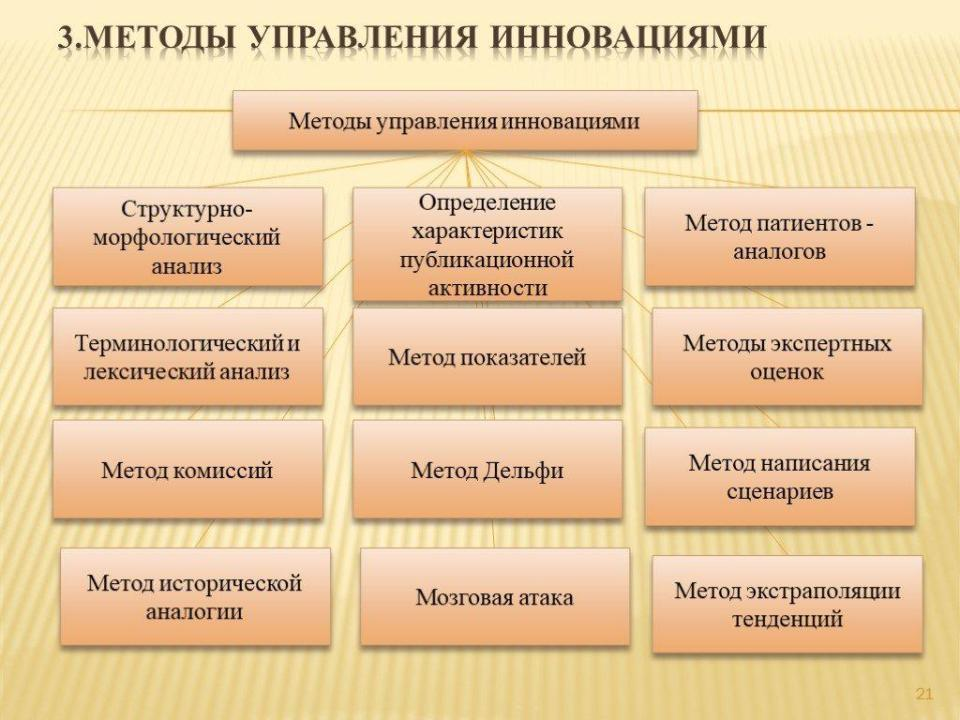 3.МЕТОДЫ УПРАВЛЕНИЯ ИННОВАЦИЯМИ
Методы управления инновациями
Структурно-
морфологический
анализ
Определение
характеристик
публикационной
активности
Метод патиентов -
аналогов
Терминологический и
лексический анализ
Метод показателей
Методы экспертных
оценок
Метод комиссий
Метод Дельфи
Метод написания
сценариев
Метод исторической
аналогии
Мозговая атака
Метод экстраполяции
тенденций
21